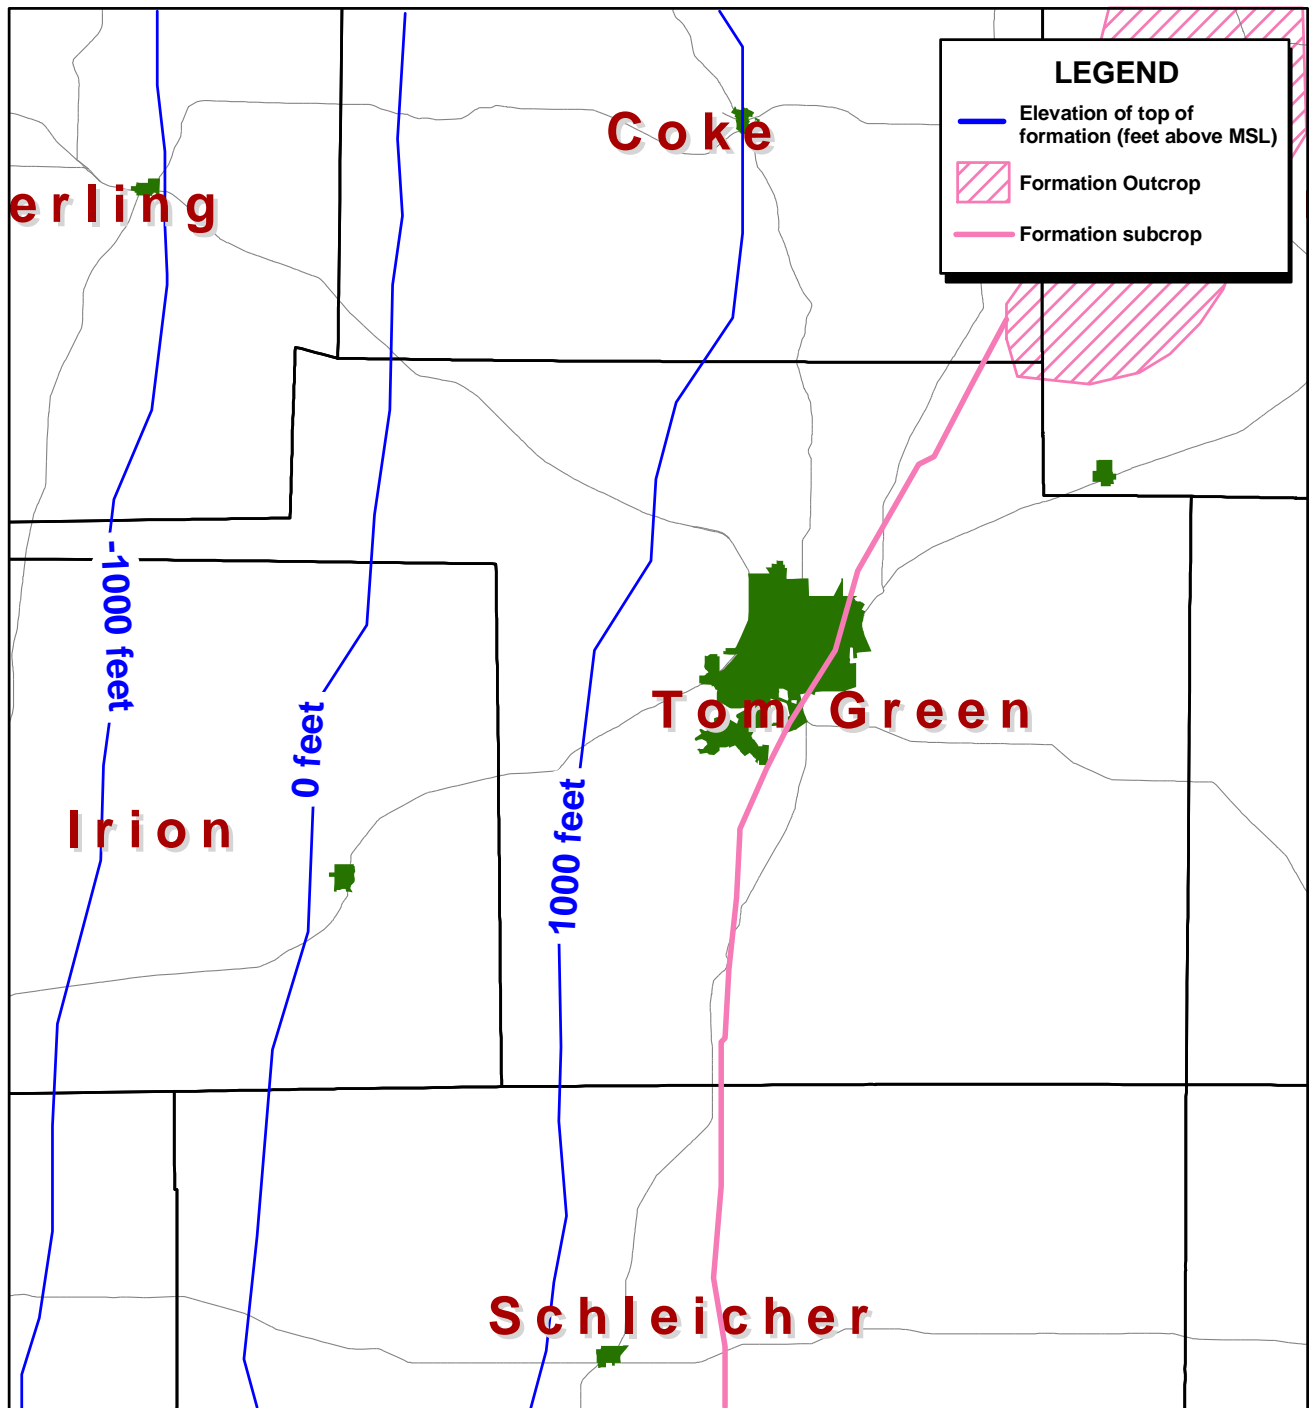 LEGEND
Elevation of top of
formation (feet above MSL)
Formation Outcrop
Formation subcrop
Coke
erling
-1000 feet
0 feet
Tom Green
1000 feet
Irion
Schleicher